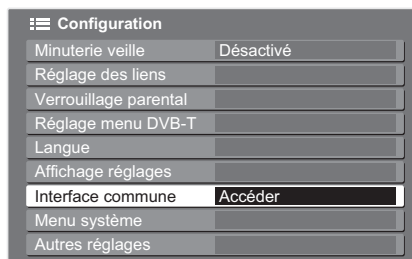 Configuration
Minuterie veille Désactivé
Réglage des liens
Verrouillage parental
Réglage menu DVB-T
Langue
Affichage réglages
Interface commune Accéder
Menu système
Autres réglages